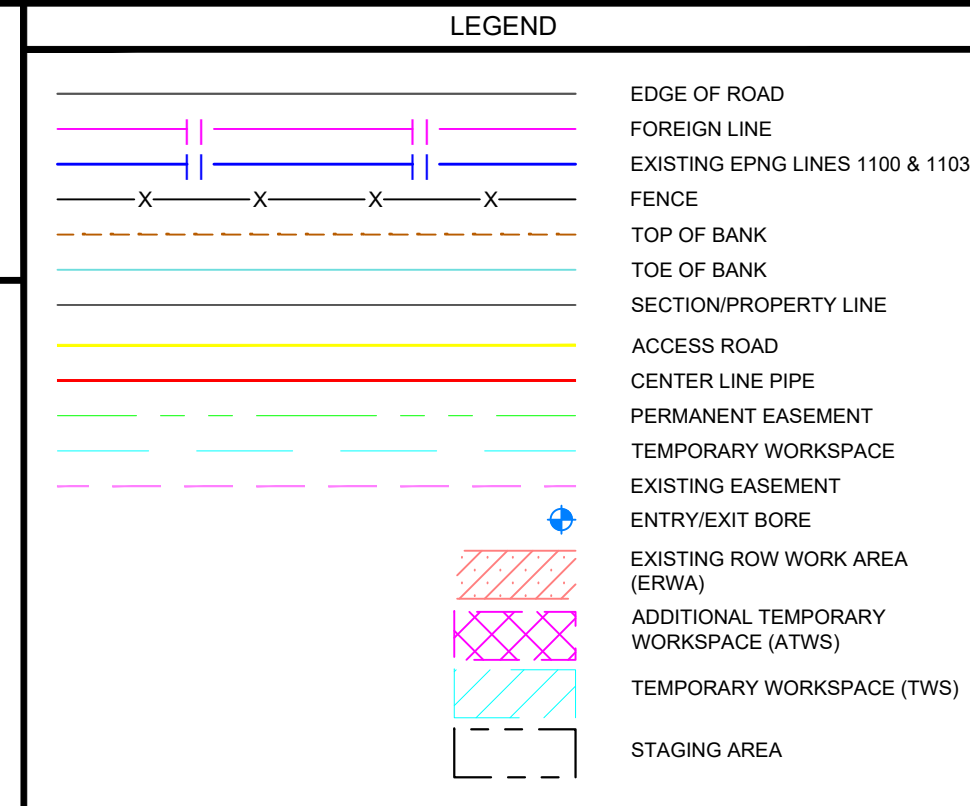 LEGEND
EDGE OF ROAD
FOREIGN LINE
EXISTING EPNG LINES 1100 & 1103
X X X X
FENCE
TOP OF BANK
TOE OF BANK
SECTION/PROPERTY LINE
ACCESS ROAD
CENTER LINE PIPE
PERMANENT EASEMENT
TEMPORARY WORKSPACE
EXISTING EASEMENT
ENTRY/EXIT BORE
EXISTING ROW WORK AREA
(ERWA)
ADDITIONAL TEMPORARY
WORKSPACE (ATWS)
TEMPORARY WORKSPACE (TWS)
STAGING AREA